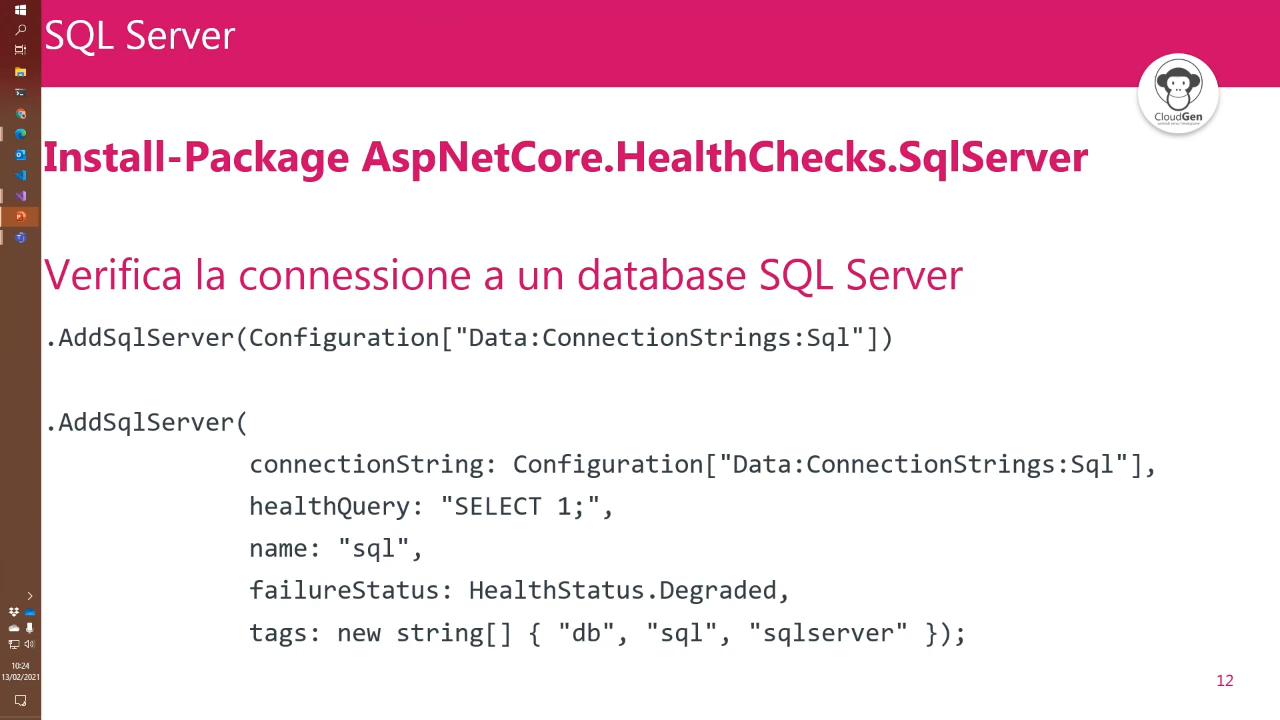 SQL Server
CloudGen
Install-Package AspNetCore.HealthChecks.SqlServer
Verifica la connessione a un database SQL Server
.AddSqlServer(Configuration["Data:ConnectionStrings:Sql"])
.AddSqlServer(
connectionString: Configuration["Data:ConnectionStrings:Sql"],
healthQuery: "SELECT 1;",
name: "sql",
failureStatus: HealthStatus.Degraded,
tags: new string[] { "db", "sql", "sqlserver" });
10:24
13/02/2021
12